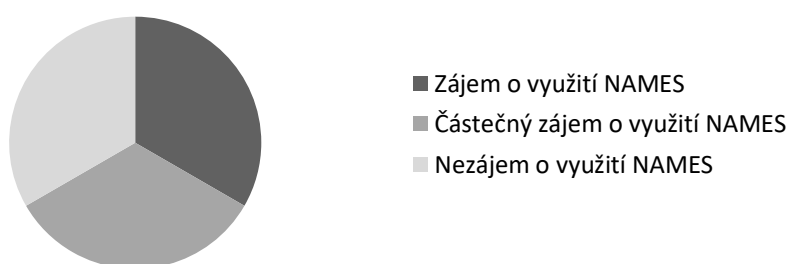 Zájem o využití NAMES
Částečný zájem o využití NAMES
Nezájem o využití NAMES